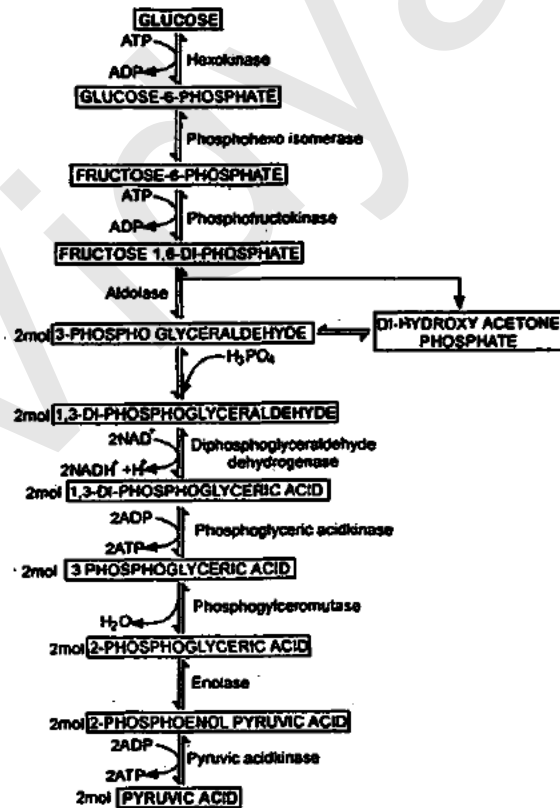 GLUCOSE
ATP
ADP
Hexokinase
GLUCOSE-6-PHOSPHATE
Phosphohexo isomerase
FRUCTOSE-6-PHOSPHATE
ATP
ADP
Phosphofructokinase
FRUCTOSE 1,6-DI-PHOSPHATE
Aldolase
2mol 3-PHOSPHO GLYCERALDEHYDE
DI-HYDROXY ACETONE
PHOSPHATE
H₃PO₄
2mol 1,3-DI-PHOSPHOGLYCERALDEHYDE
2NAD⁺
2NADH⁺ +H⁺
Diphosphoglyceraldehyde
dehydrogenase
2mol 1,3-DI-PHOSPHOGLYCERIC ACID
2ADP
2ATP
Phosphoglyceric acidkinase
2mol 3 PHOSPHOGLYCERIC ACID
H₂O
Phosphogylceromutase
2mol 2-PHOSPHOGLYCERIC ACID
Enolase
2mol 2-PHOSPHOENOL PYRUVIC ACID
2ADP
2ATP
Pyruvic acidkinase
2mol PYRUVIC ACID